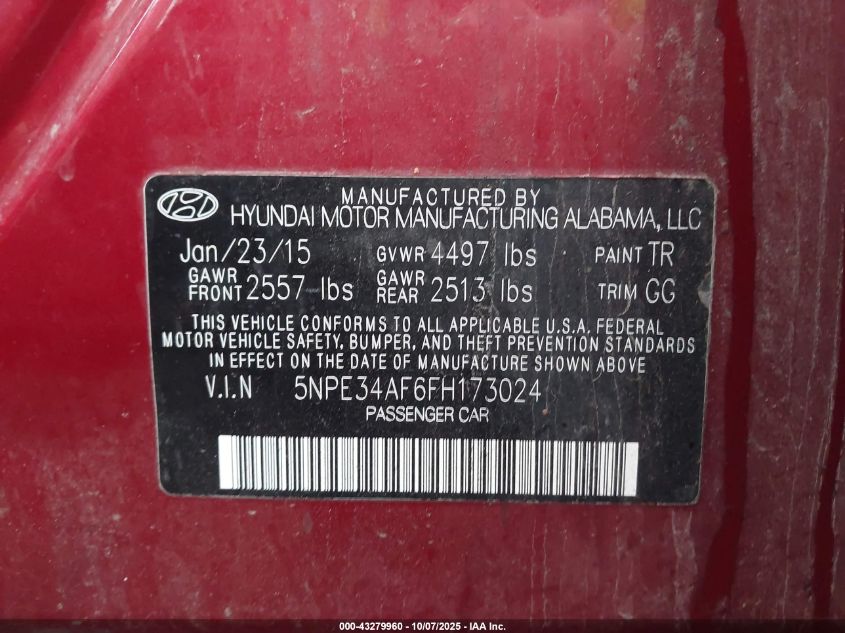 MANUFACTURED BY
HYUNDAI MOTOR MANUFACTURING ALABAMA, LLC
Jan/23/15 GVWR 4497 lbs PAINT TR
GAWR FRONT 2557 lbs GAWR REAR 2513 lbs TRIM GG
THIS VEHICLE CONFORMS TO ALL APPLICABLE U.S.A. FEDERAL
MOTOR VEHICLE SAFETY, BUMPER, AND THEFT PREVENTION STANDARDS
IN EFFECT ON THE DATE OF MANUFACTURE SHOWN ABOVE
V.I.N 5NPE34AF6FH173024
PASSENGER CAR
000-43279960 - 10/07/2025 - IAA Inc.